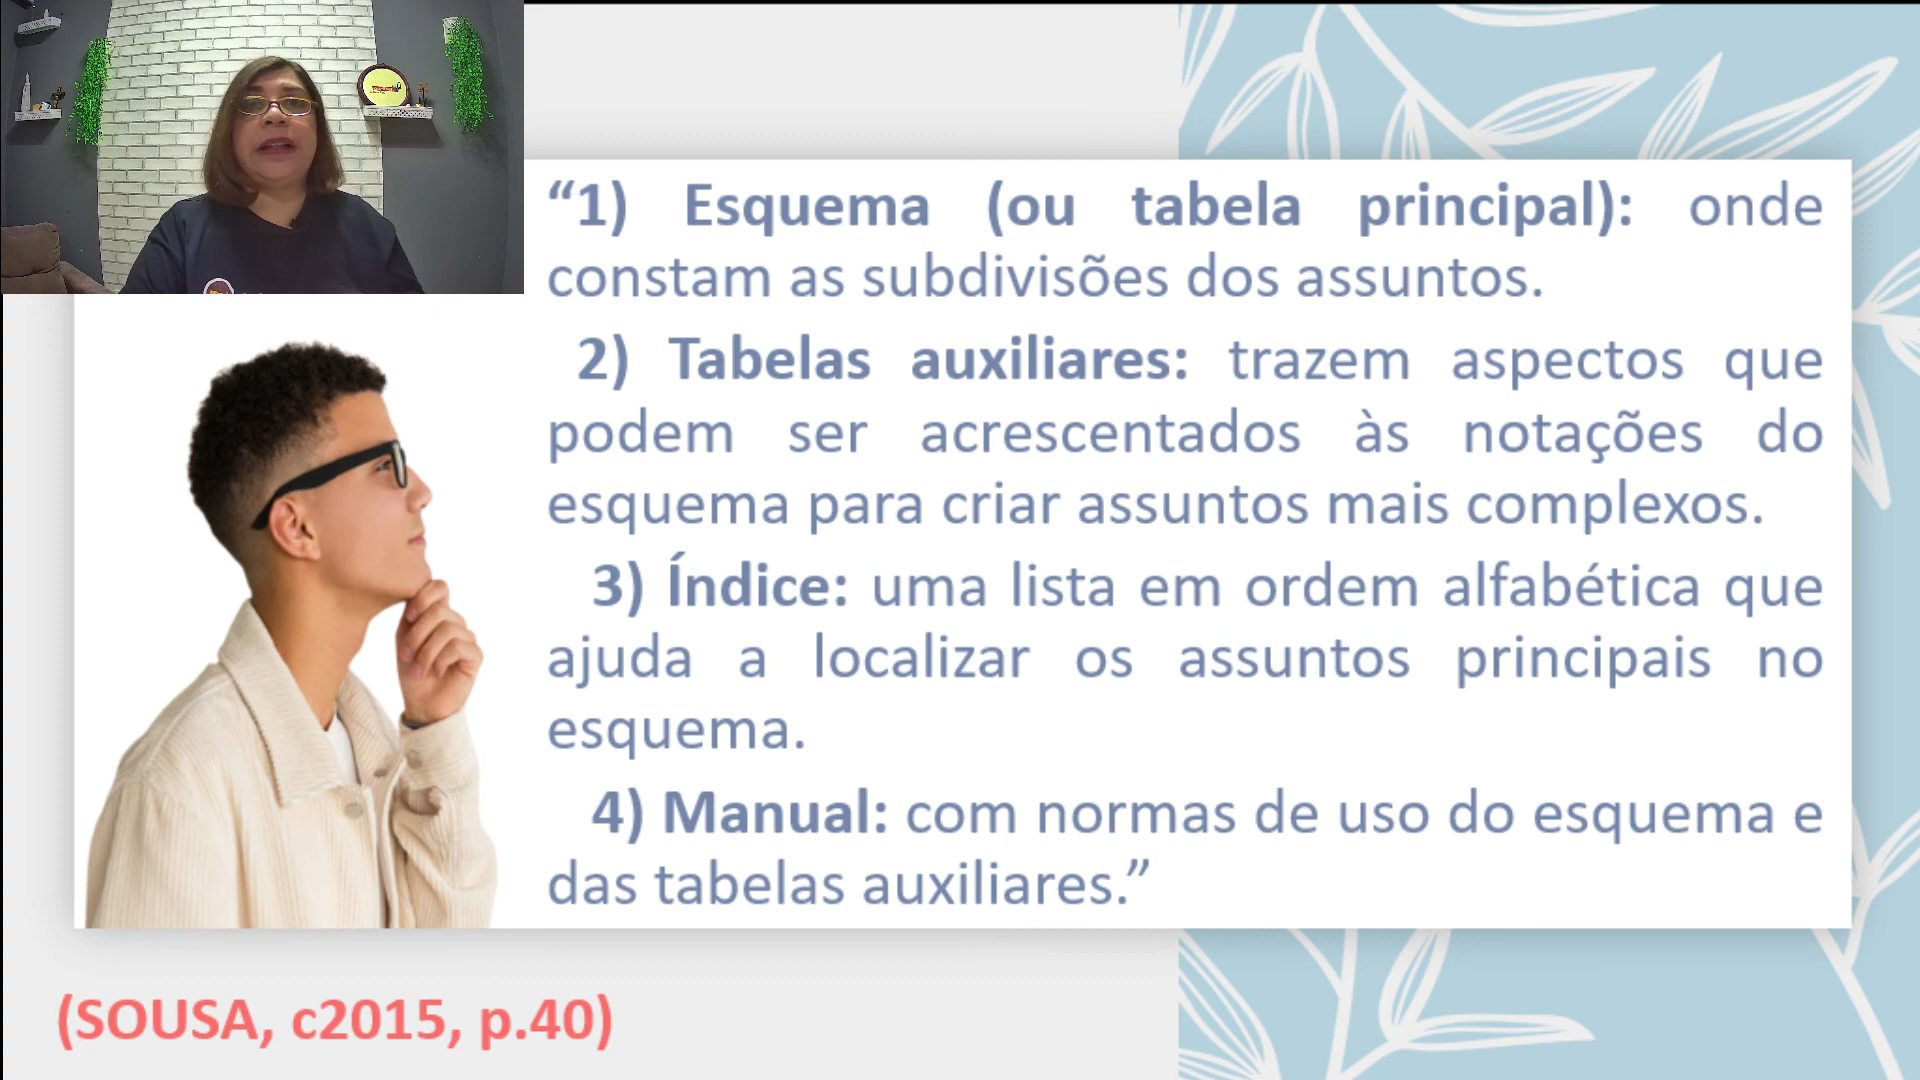 “1) Esquema (ou tabela principal): onde
constam as subdivisões dos assuntos.
2) Tabelas auxiliares: trazem aspectos que
podem ser acrescentados às notações do
esquema para criar assuntos mais complexos.
3) Índice: uma lista em ordem alfabética que
ajuda a localizar os assuntos principais no
esquema.
4) Manual: com normas de uso do esquema e
das tabelas auxiliares.”
(SOUSA, c2015, p.40)